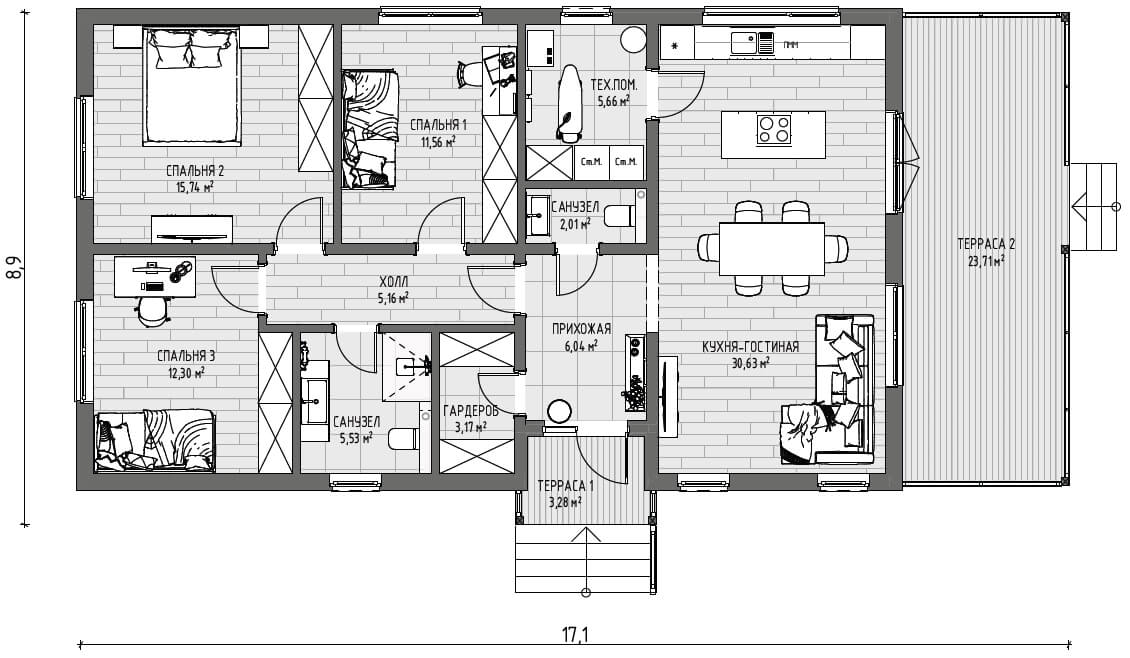 *
ПММ
ТЕХ.ПОМ.
5,66 м²
СПАЛЬНЯ 1
11,56 м²
Ст.М.
Ст.М.
СПАЛЬНЯ 2
15,74 м²
САНУЗЕЛ
2,01 м²
ТЕРРАСА 2
23,71 м²
8,9
ХОЛЛ
5,16 м²
ПРИХОЖАЯ
6,04 м²
КУХНЯ-ГОСТИНАЯ
30,63 м²
СПАЛЬНЯ 3
12,30 м²
САНУЗЕЛ
5,53 м²
ГАРДЕРОБ
3,17 м²
ТЕРРАСА 1
3,28 м²
17,1